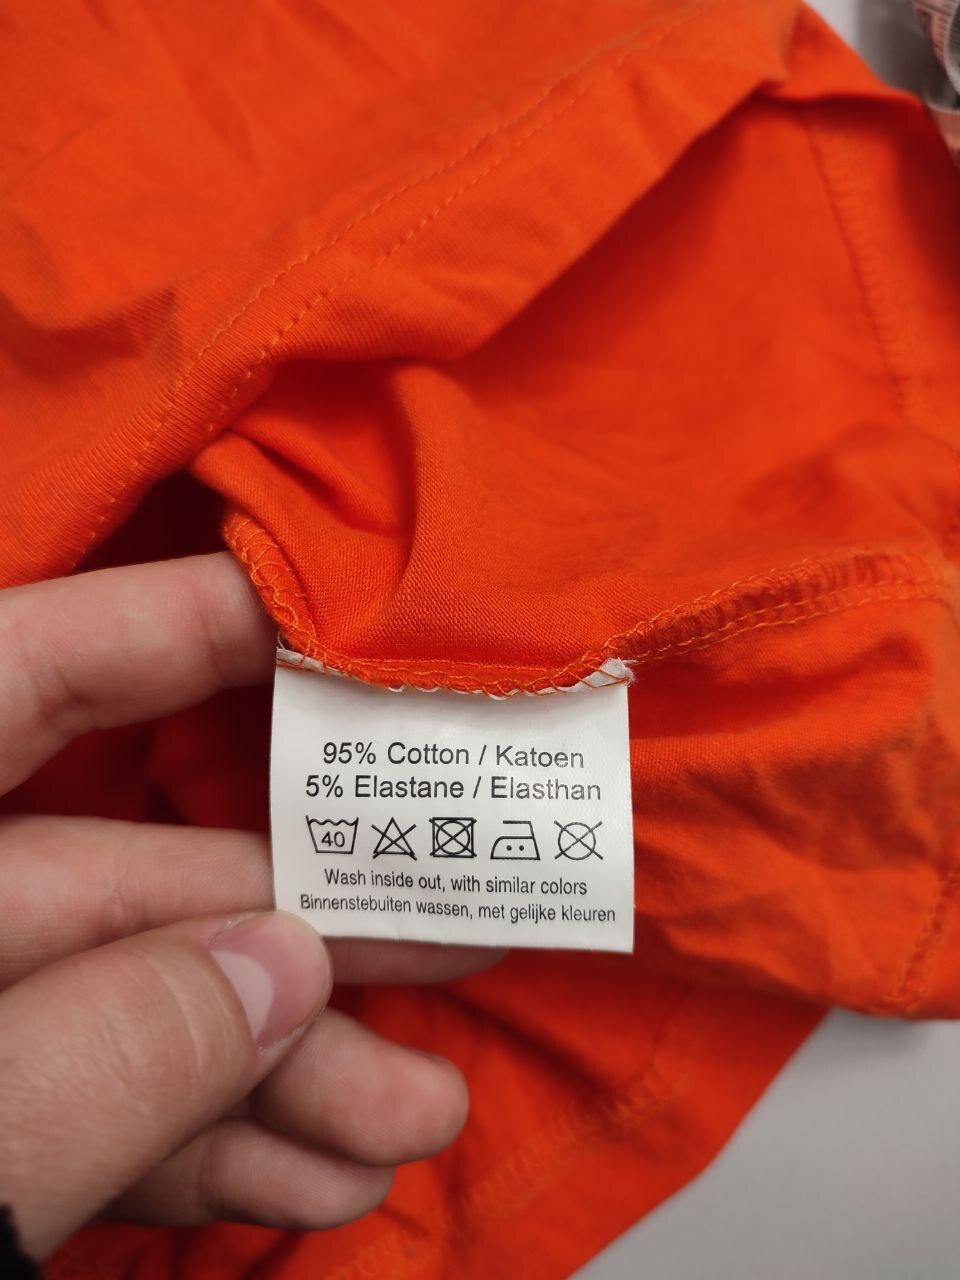 95% Cotton / Katoen
5% Elastane / Elasthan
40
Wash inside out, with similar colors
Binnenstebuiten wassen, met gelijke kleuren